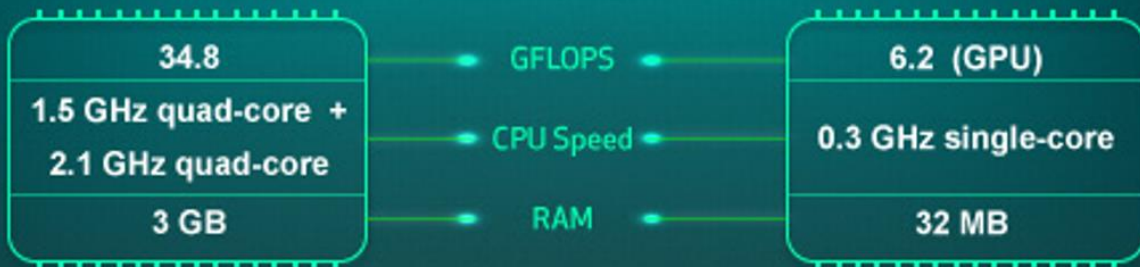 34.8 GFLOPS 6.2 (GPU)
1.5 GHz quad-core +
2.1 GHz quad-core
CPU Speed
0.3 GHz single-core
3 GB RAM 32 MB